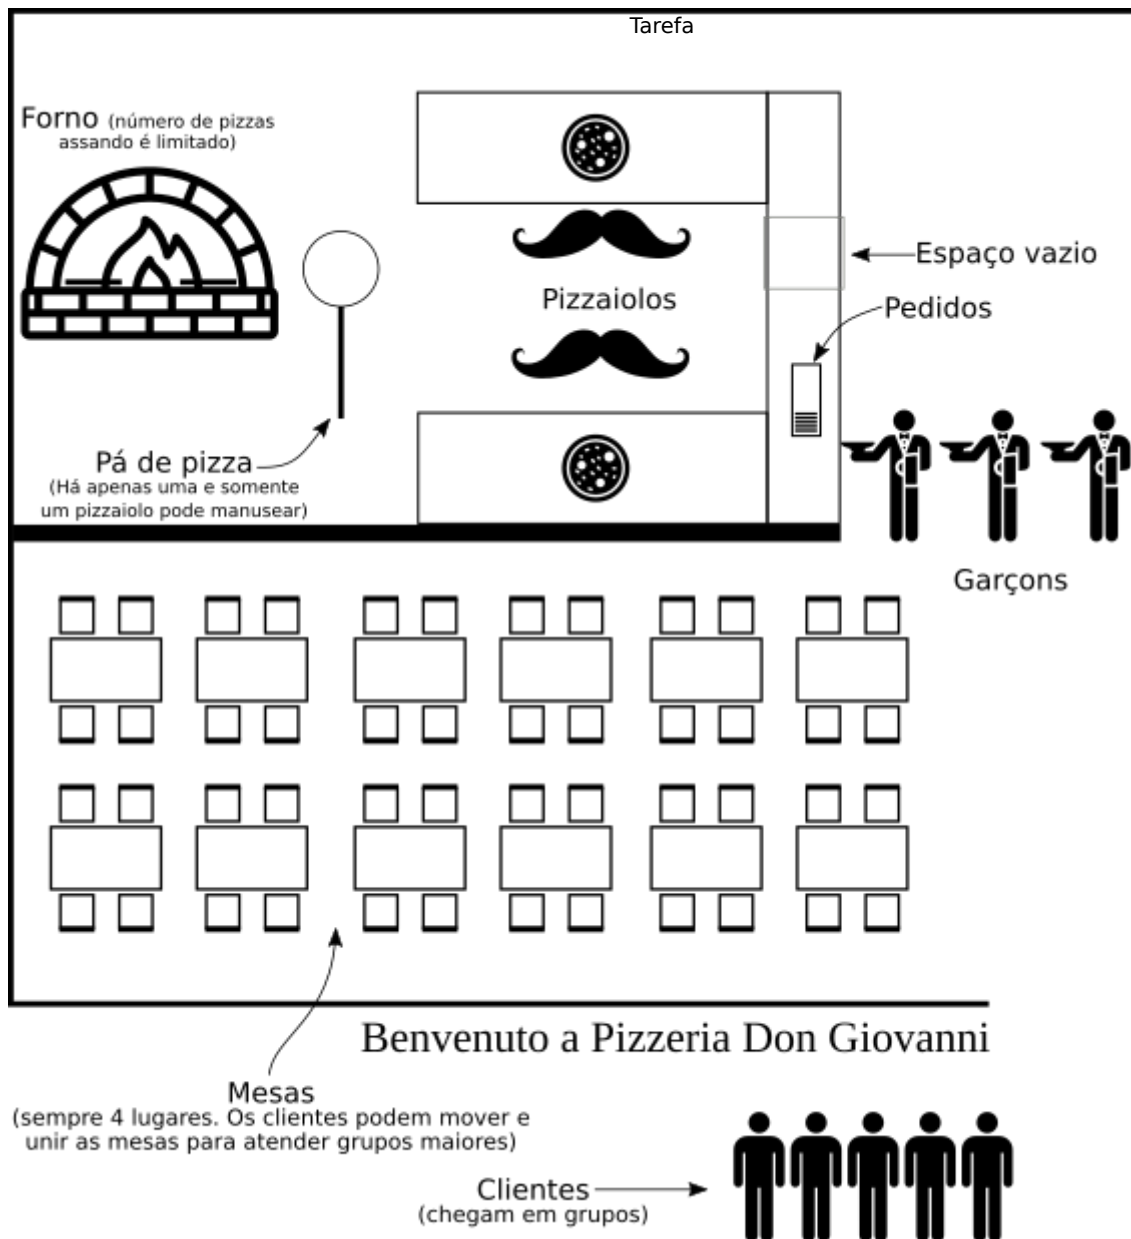 Tarefa
Forno (número de pizzas
assando é limitado)
Espaço vazio
Pizzaiolos
Pedidos
Pá de pizza
(Há apenas uma e somente
um pizzaiolo pode manusear)
Garçons
Benvenuto a Pizzeria Don Giovanni
Mesas
(sempre 4 lugares. Os clientes podem mover e
unir as mesas para atender grupos maiores)
Clientes
(chegam em grupos)